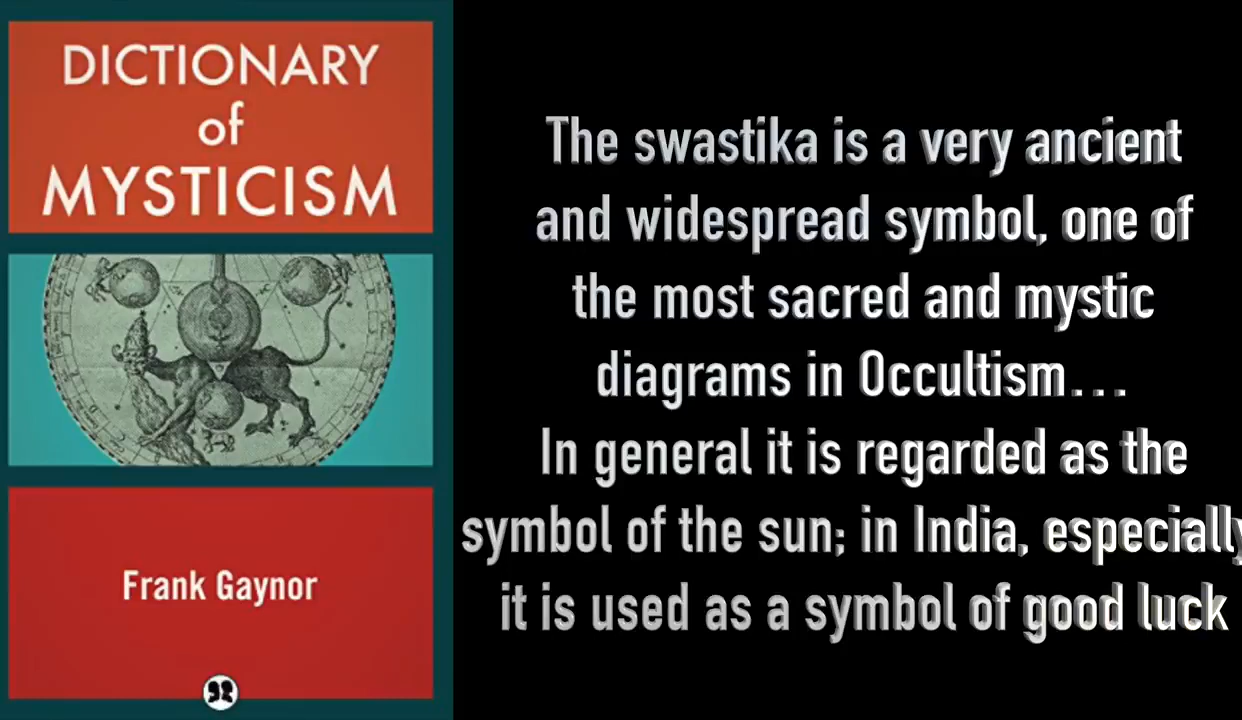 DICTIONARY
of
MYSTICISM
Frank Gaynor
The swastika is a very ancient
and widespread symbol, one of
the most sacred and mystic
diagrams in Occultism...
In general it is regarded as the
symbol of the sun; in India, especially
it is used as a symbol of good luck